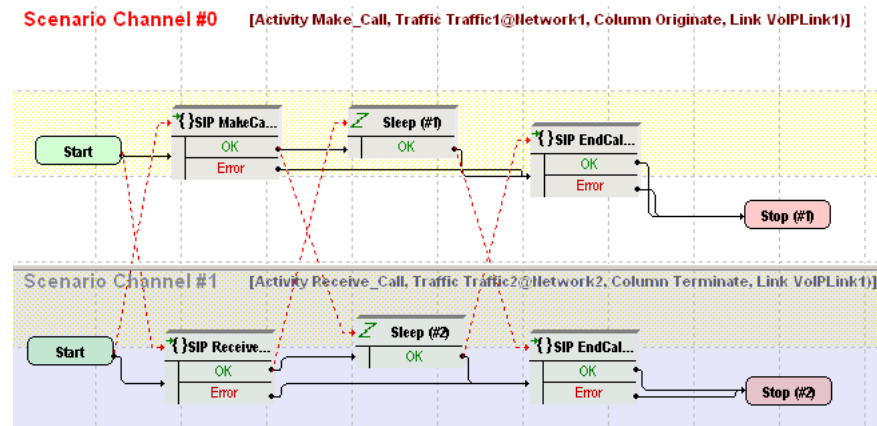 Scenario Channel #0 [Activity Make_Call, Traffic Traffic1@Network1, Column Originate, Link VoIPLink1)]
{}SIP MakeCa...
OK
Error
Sleep (#1)
OK
{}SIP EndCal...
OK
Error
Start
Stop (#1)
Scenario Channel #1 [Activity Receive_Call, Traffic Traffic2@Network2, Column Terminate, Link VoIPLink1)]
Start
{}SIP Receive...
OK
Error
Sleep (#2)
OK
{}SIP EndCal...
OK
Error
Stop (#2)